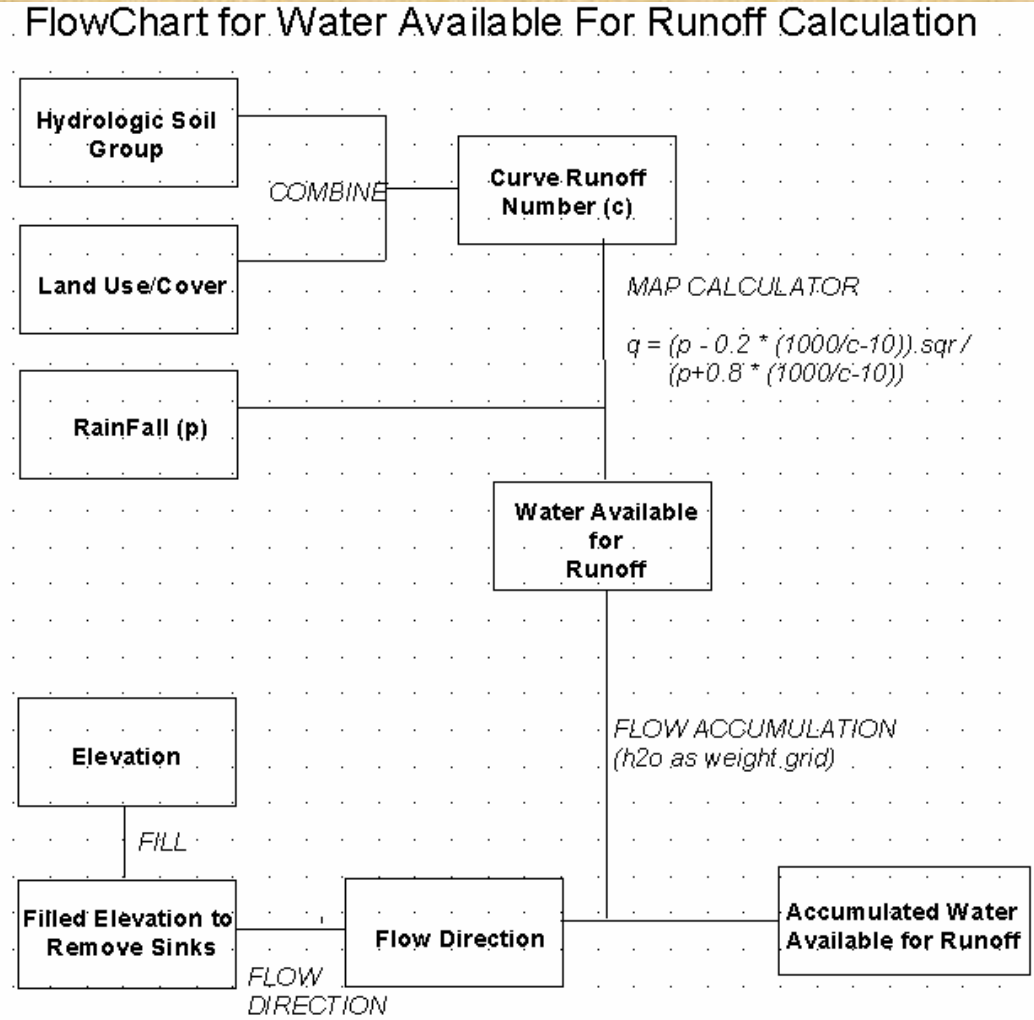 FlowChart for Water Available For Runoff Calculation
Hydrologic Soil
Group
COMBINE
Curve Runoff
Number (c)
Land Use/Cover
MAP CALCULATOR
q = (p - 0.2 * (1000/c-10)).sqr /
(p+0.8 * (1000/c-10))
RainFall (p)
Water Available
for
Runoff
Elevation
FLOW ACCUMULATION
(h2o as weight grid)
FILL
Filled Elevation to
Remove Sinks
FLOW
DIRECTION
Flow Direction
Accumulated Water
Available for Runoff